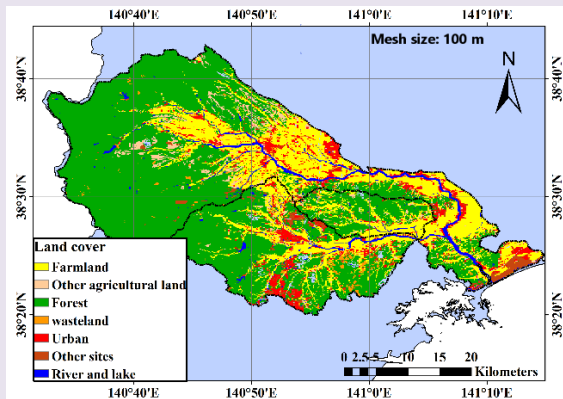 140°40'E 140°50'E 141°0'E 141°10'E
Mesh size: 100 m
N
38°40'N 38°40'N
38°30'N 38°30'N
38°20'N 38°20'N
Land cover
Farmland
Other agricultural land
Forest
wasteland
Urban
Other sites
River and lake
0 2.5 5 10 15 20
Kilometers
140°40'E 140°50'E 141°0'E 141°10'E